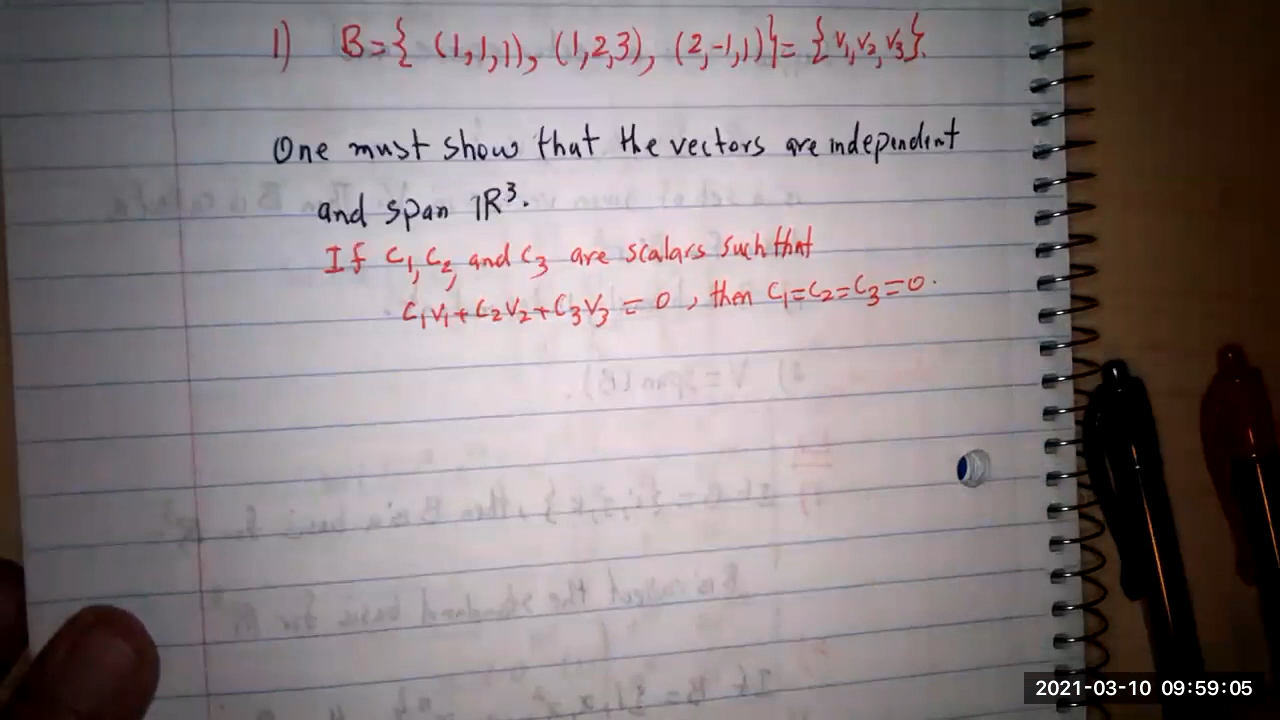 1) B={ (1,1,1), (1,2,3), (2,-1,1)}= {v₁,v₂,v₃}.
One must show that the vectors are independent
and span ℝ³.
If c₁,c₂, and c₃ are scalars such that
c₁v₁+c₂v₂+c₃v₃ = 0, then c₁=c₂=c₃=0.
2021-03-10 09:59:05